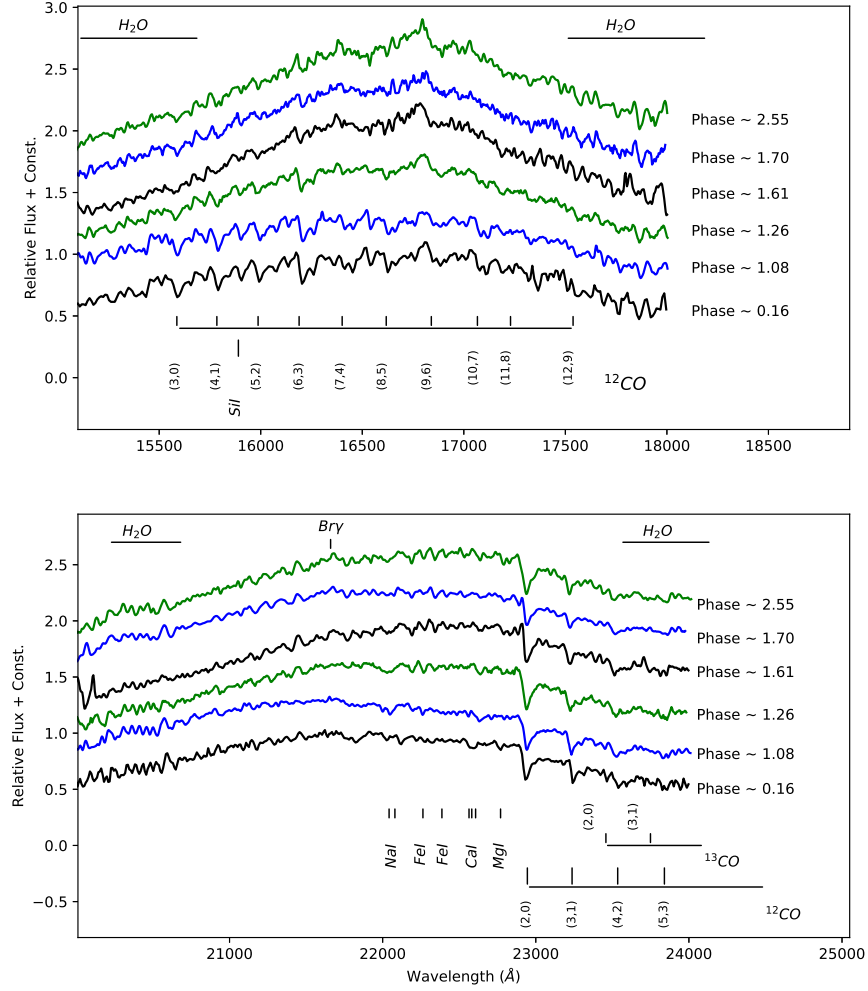 3.0
2.5
2.0
1.5
1.0
0.5
0.0
Relative Flux + Const.
H₂O
H₂O
Phase ~ 2.55
Phase ~ 1.70
Phase ~ 1.61
Phase ~ 1.26
Phase ~ 1.08
Phase ~ 0.16
(3,0)
(4,1)
(5,2)
(6,3)
(7,4)
(8,5)
(9,6)
(10,7)
(11,8)
(12,9)
¹²CO
SiI
15500
16000
16500
17000
17500
18000
18500
H₂O
Brγ
H₂O
2.5
2.0
1.5
1.0
0.5
0.0
−0.5
Relative Flux + Const.
Phase ~ 2.55
Phase ~ 1.70
Phase ~ 1.61
Phase ~ 1.26
Phase ~ 1.08
Phase ~ 0.16
(2,0)
(3,1)
NaI
FeI
FeI
CaI
MgI
¹³CO
(2,0)
(3,1)
(4,2)
(5,3)
¹²CO
21000
22000
23000
24000
25000
Wavelength (Å)